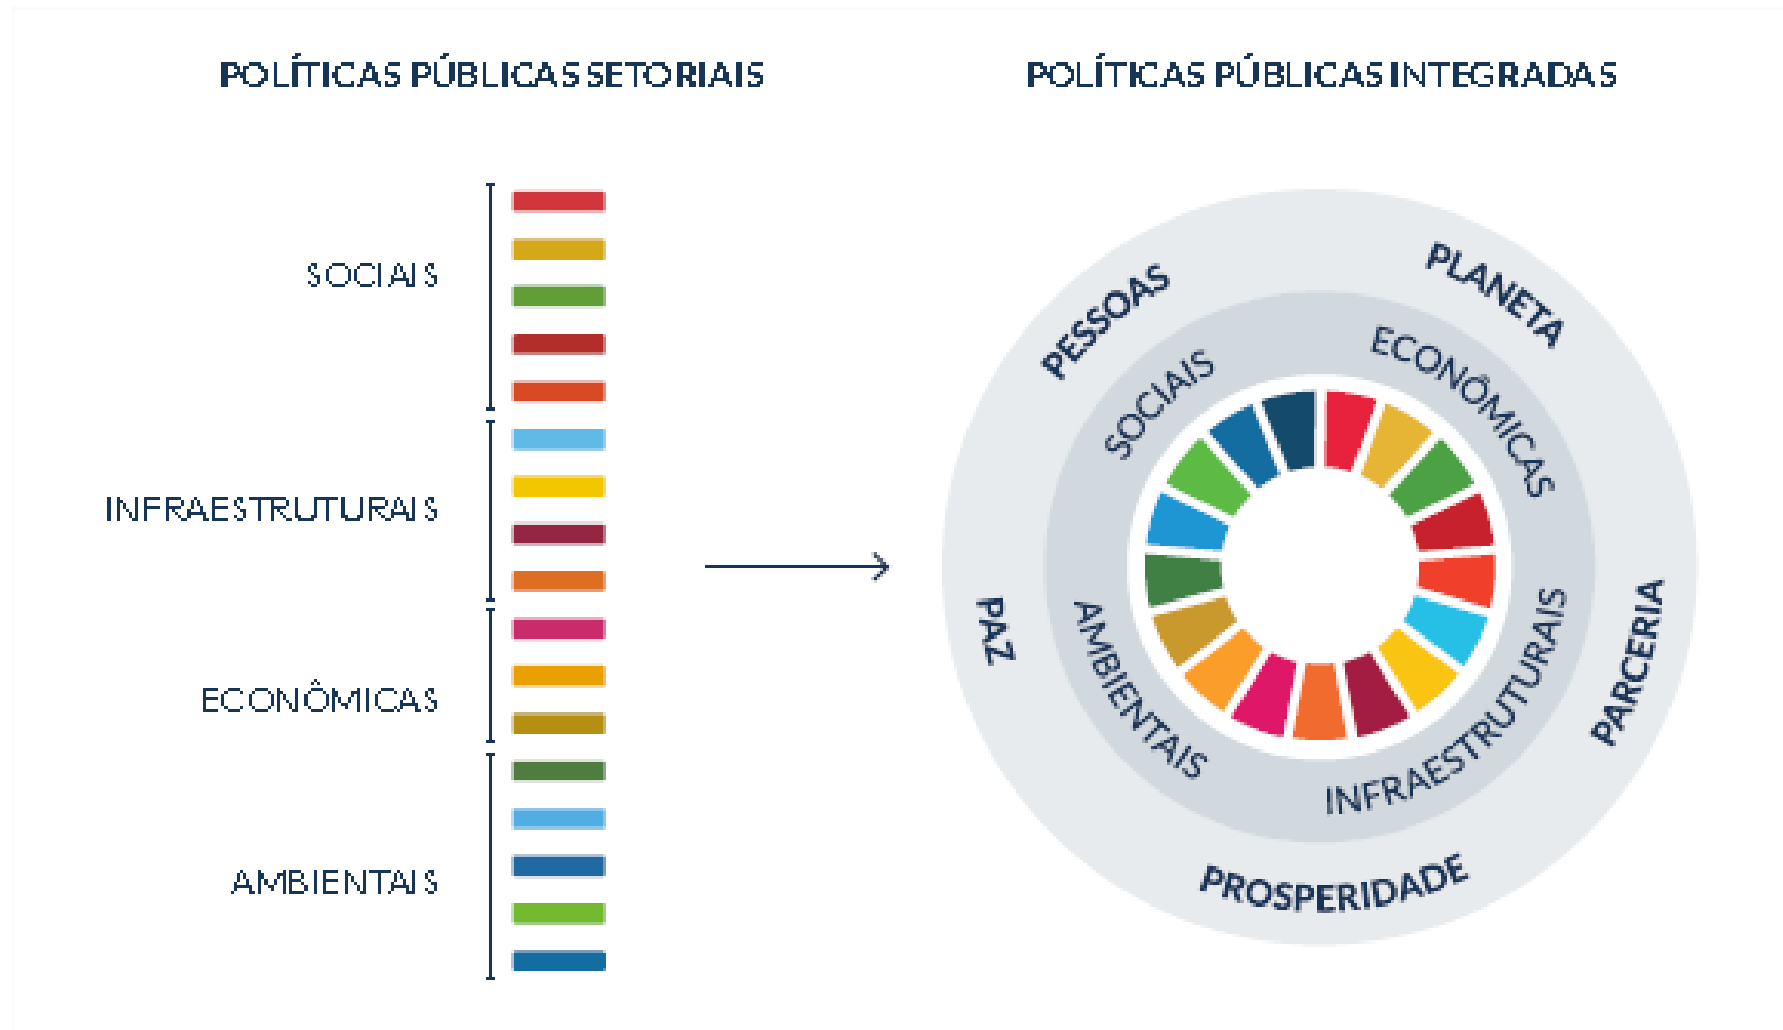 POLÍTICAS PÚBLICAS SETORIAIS
SOCIAIS
INFRAESTRUTURAIS
ECONÔMICAS
AMBIENTAIS
POLÍTICAS PÚBLICAS INTEGRADAS
PESSOAS
PLANETA
PARCERIA
PROSPERIDADE
PAZ
SOCIAIS
ECONÔMICAS
INFRAESTRUTURAIS
AMBIENTAIS